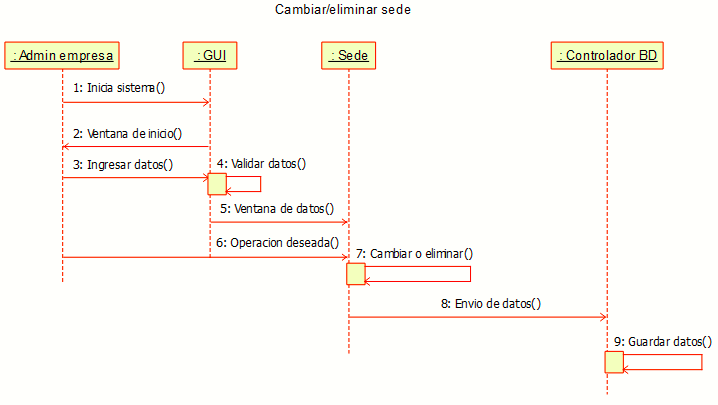 Cambiar/eliminar sede
: Admin empresa
: GUI
: Sede
: Controlador BD
1: Inicia sistema()
2: Ventana de inicio()
3: Ingresar datos()
4: Validar datos()
5: Ventana de datos()
6: Operacion deseada()
7: Cambiar o eliminar()
8: Envio de datos()
9: Guardar datos()